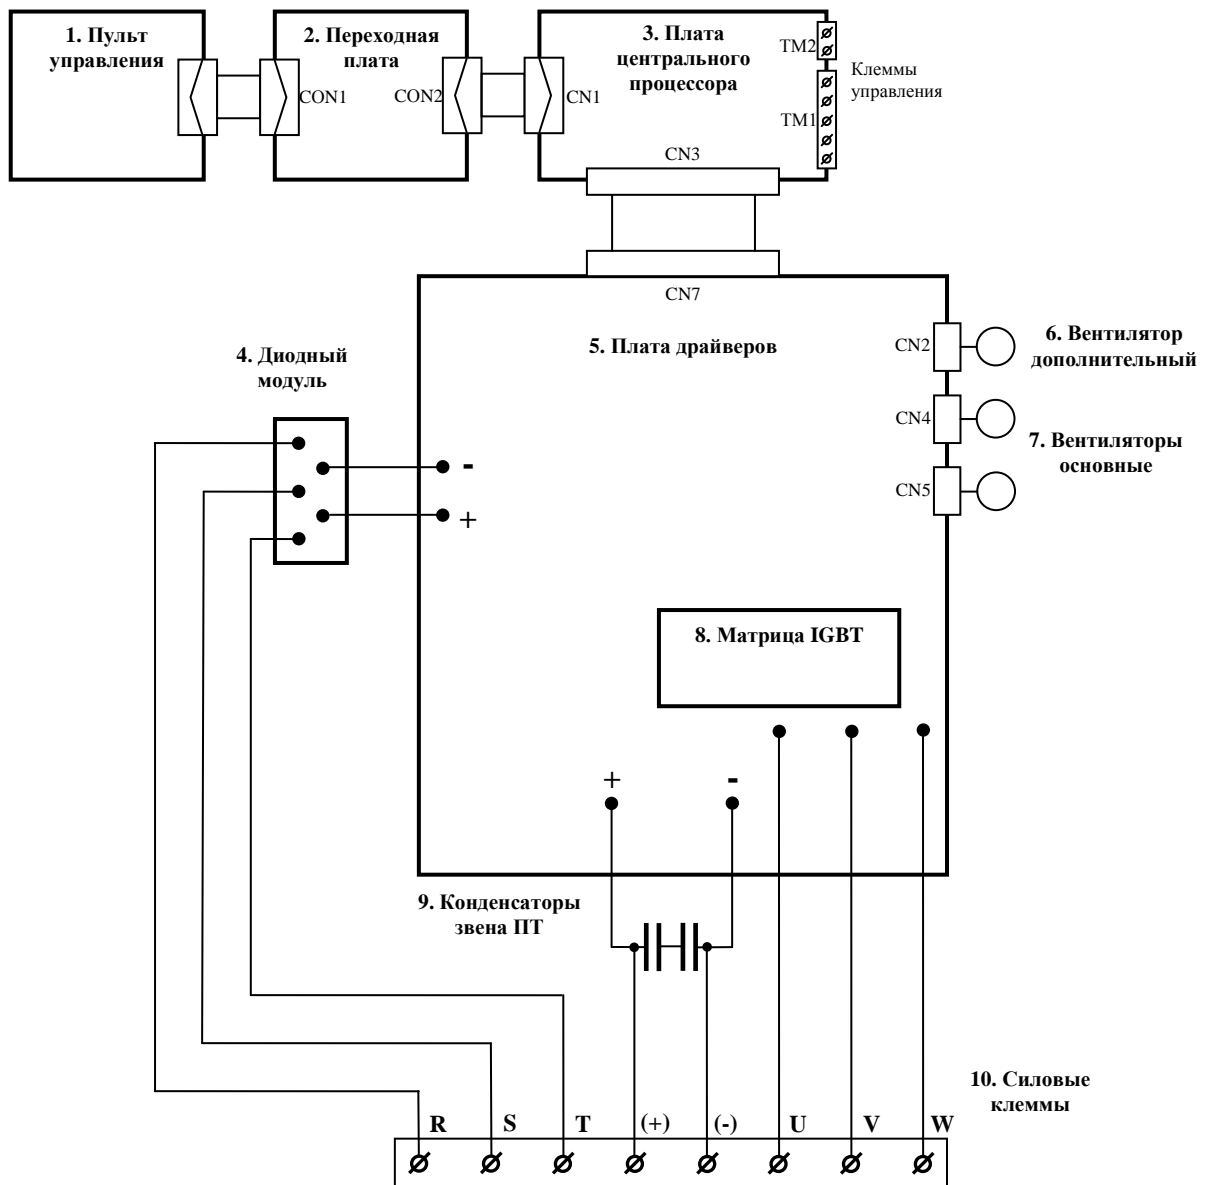 1. Пульт
управления
2. Переходная
плата
3. Плата
центрального
процессора
TM2
Клеммы
управления
TM1
CON1
CON2
CN1
CN3
CN7
4. Диодный
модуль
5. Плата драйверов
CN2
6. Вентилятор
дополнительный
CN4
7. Вентиляторы
основные
CN5
-
+
8. Матрица IGBT
+
-
9. Конденсаторы
звена ПТ
10. Силовые
клеммы
R S T (+) (-) U V W